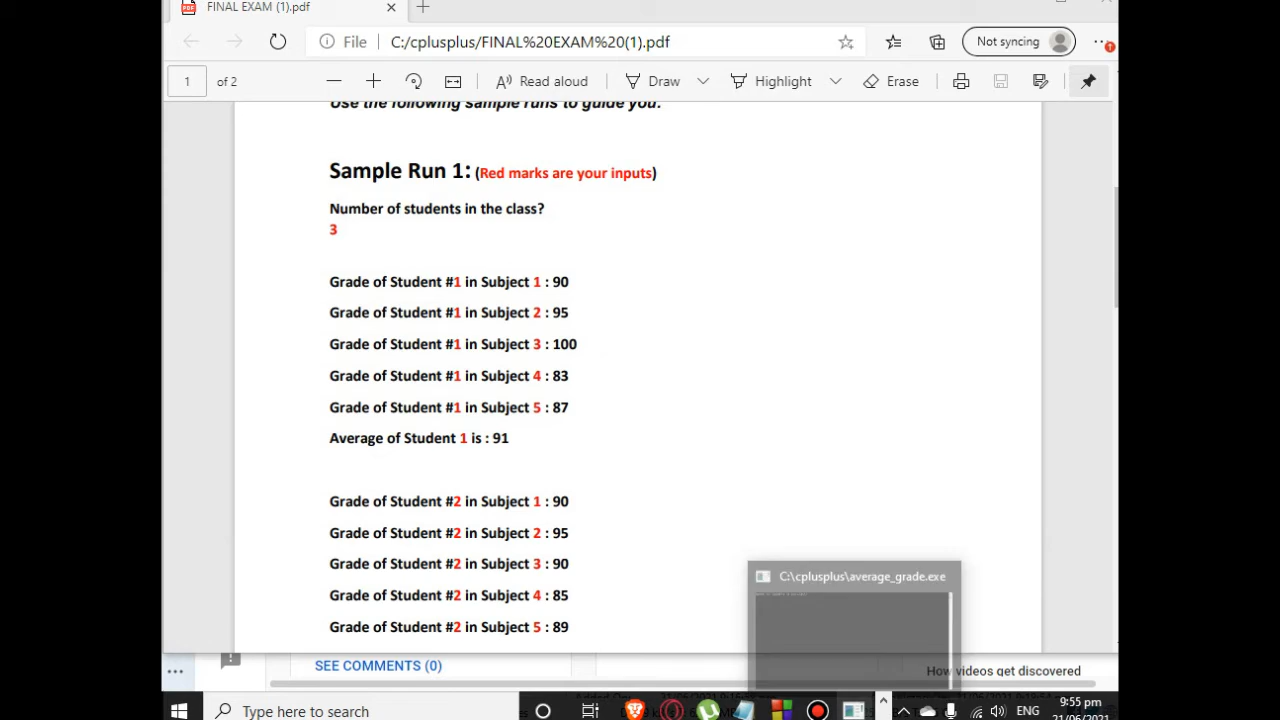 FINAL EXAM (1).pdf
File
C:/cplusplus/FINAL%20EXAM%20(1).pdf
Not syncing
1 of 2
Read aloud
Draw
Highlight
Erase
Use the following sample runs to guide you.
Sample Run 1: (Red marks are your inputs)
Number of students in the class?
3
Grade of Student #1 in Subject 1 : 90
Grade of Student #1 in Subject 2 : 95
Grade of Student #1 in Subject 3 : 100
Grade of Student #1 in Subject 4 : 83
Grade of Student #1 in Subject 5 : 87
Average of Student 1 is : 91
Grade of Student #2 in Subject 1 : 90
Grade of Student #2 in Subject 2 : 95
Grade of Student #2 in Subject 3 : 90
Grade of Student #2 in Subject 4 : 85
Grade of Student #2 in Subject 5 : 89
C:\cplusplus\average_grade.exe
SEE COMMENTS (0)
How videos get discovered
Type here to search
ENG
9:55 pm
21/06/2021